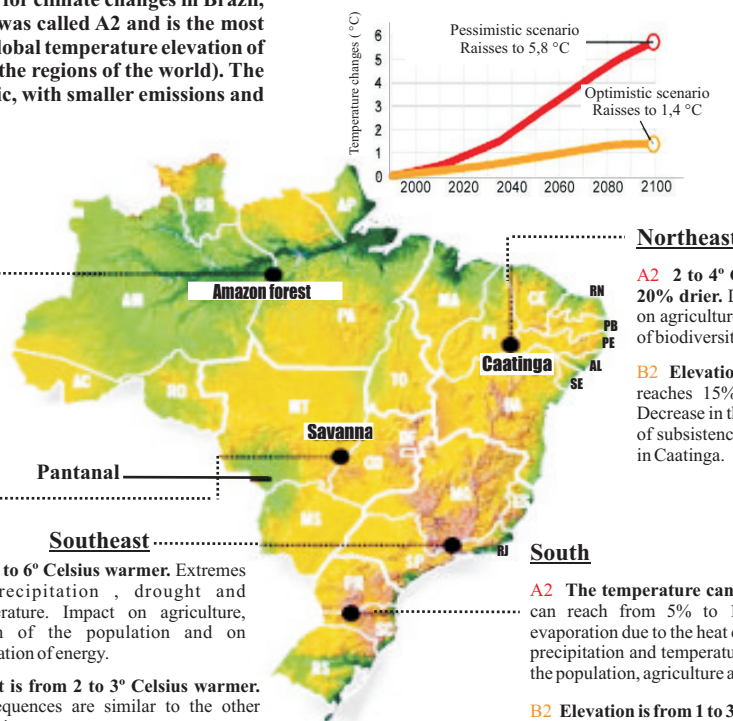 for climate changes in Brazil,
was called A2 and is the most
lobal temperature elevation of
the regions of the world). The
ic, with smaller emissions and
Temperature changes ( °C)
6
5
4
3
2
1
0
2000 2020 2040 2060 2080 2100
Pessimistic scenario
Raisses to 5,8 °C
Optimistic scenario
Raisses to 1,4 °C
RR
AP
Amazon forest
AM
PA
MA
CE
RN
PB
PE
AL
SE
PI
Caatinga
AC
RO
MT
TO
BA
Savanna
DF
GO
Pantanal
MG
ES
MS
RJ
SP
PR
SC
RS
Northeast
A2 2 to 4º C
20% drier. D
on agricultur
of biodiversit
B2 Elevatio
reaches 15%
Decrease in th
of subsistenc
in Caatinga.
Southeast
to 6º Celsius warmer. Extremes
recipitation , drought and
erature. Impact on agriculture,
n of the population and on
ation of energy.
t is from 2 to 3º Celsius warmer.
equences are similar to the other
South
A2 The temperature can
can reach from 5% to 1
evaporation due to the heat
precipitation and temperatu
the population, agriculture a
B2 Elevation is from 1 to 3